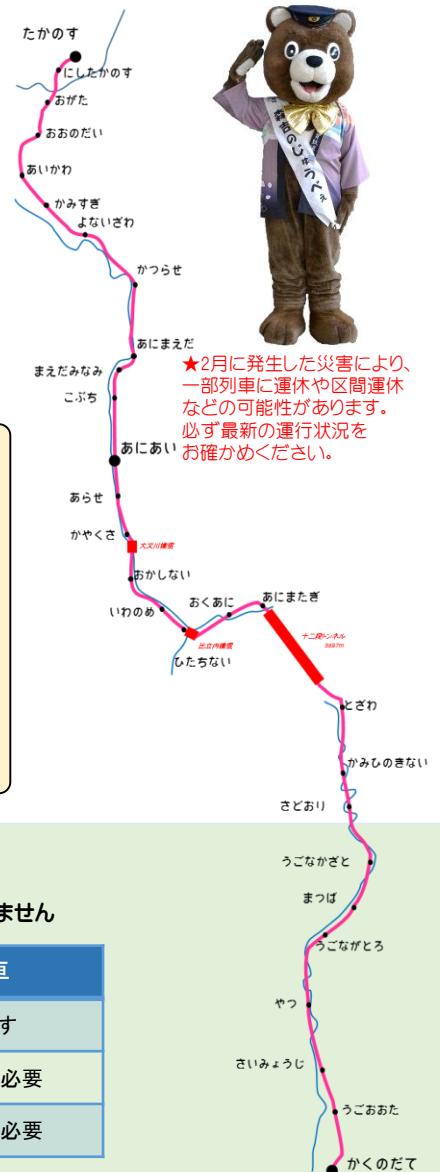 たかのす
にしたかのす
おがた
おおのだい
あいかわ
かみすぎ
よないざわ
かつらせ
あにまえだ
まえだみなみ
こぶち
★2月に発生した災害により、
一部列車に運休や区間運休
などの可能性があります。
必ず最新の運行状況を
お確かめください。
あにあい
あらせ
かやくさ
大又川橋梁
おかしない
いわのめ
ひたちない
比立内橋梁
おくあに
あにまたぎ
十二段トンネル
とざわ
かみひのきない
さどおり
うごなかざと
まつば
うごながとろ
やつ
さいみょうじ
うごおおた
かくのだて
ません
す
必要
必要